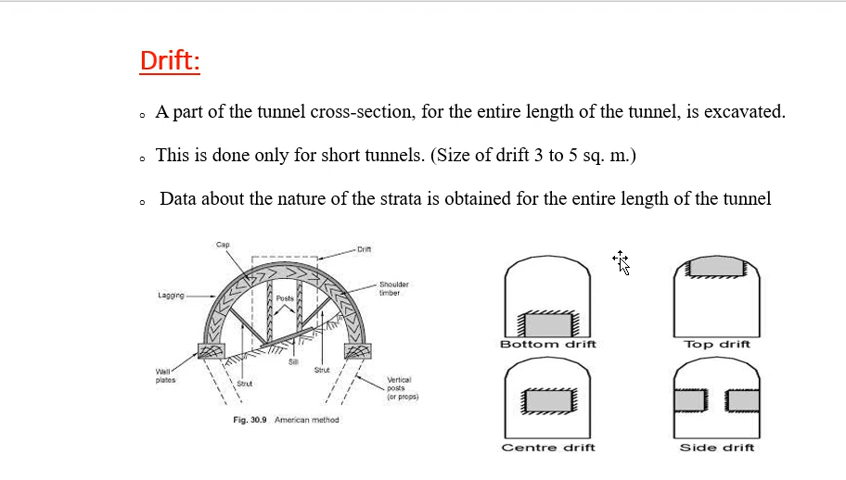 Drift:
A part of the tunnel cross-section, for the entire length of the tunnel, is excavated.
This is done only for short tunnels. (Size of drift 3 to 5 sq. m.)
Data about the nature of the strata is obtained for the entire length of the tunnel
Cap
Drift
Lagging
Posts
Shoulder
timber
Wall
plates
Strut
Sill
Strut
Vertical
posts
(or props)
Fig. 30.9 American method
Bottom drift
Top drift
Centre drift
Side drift